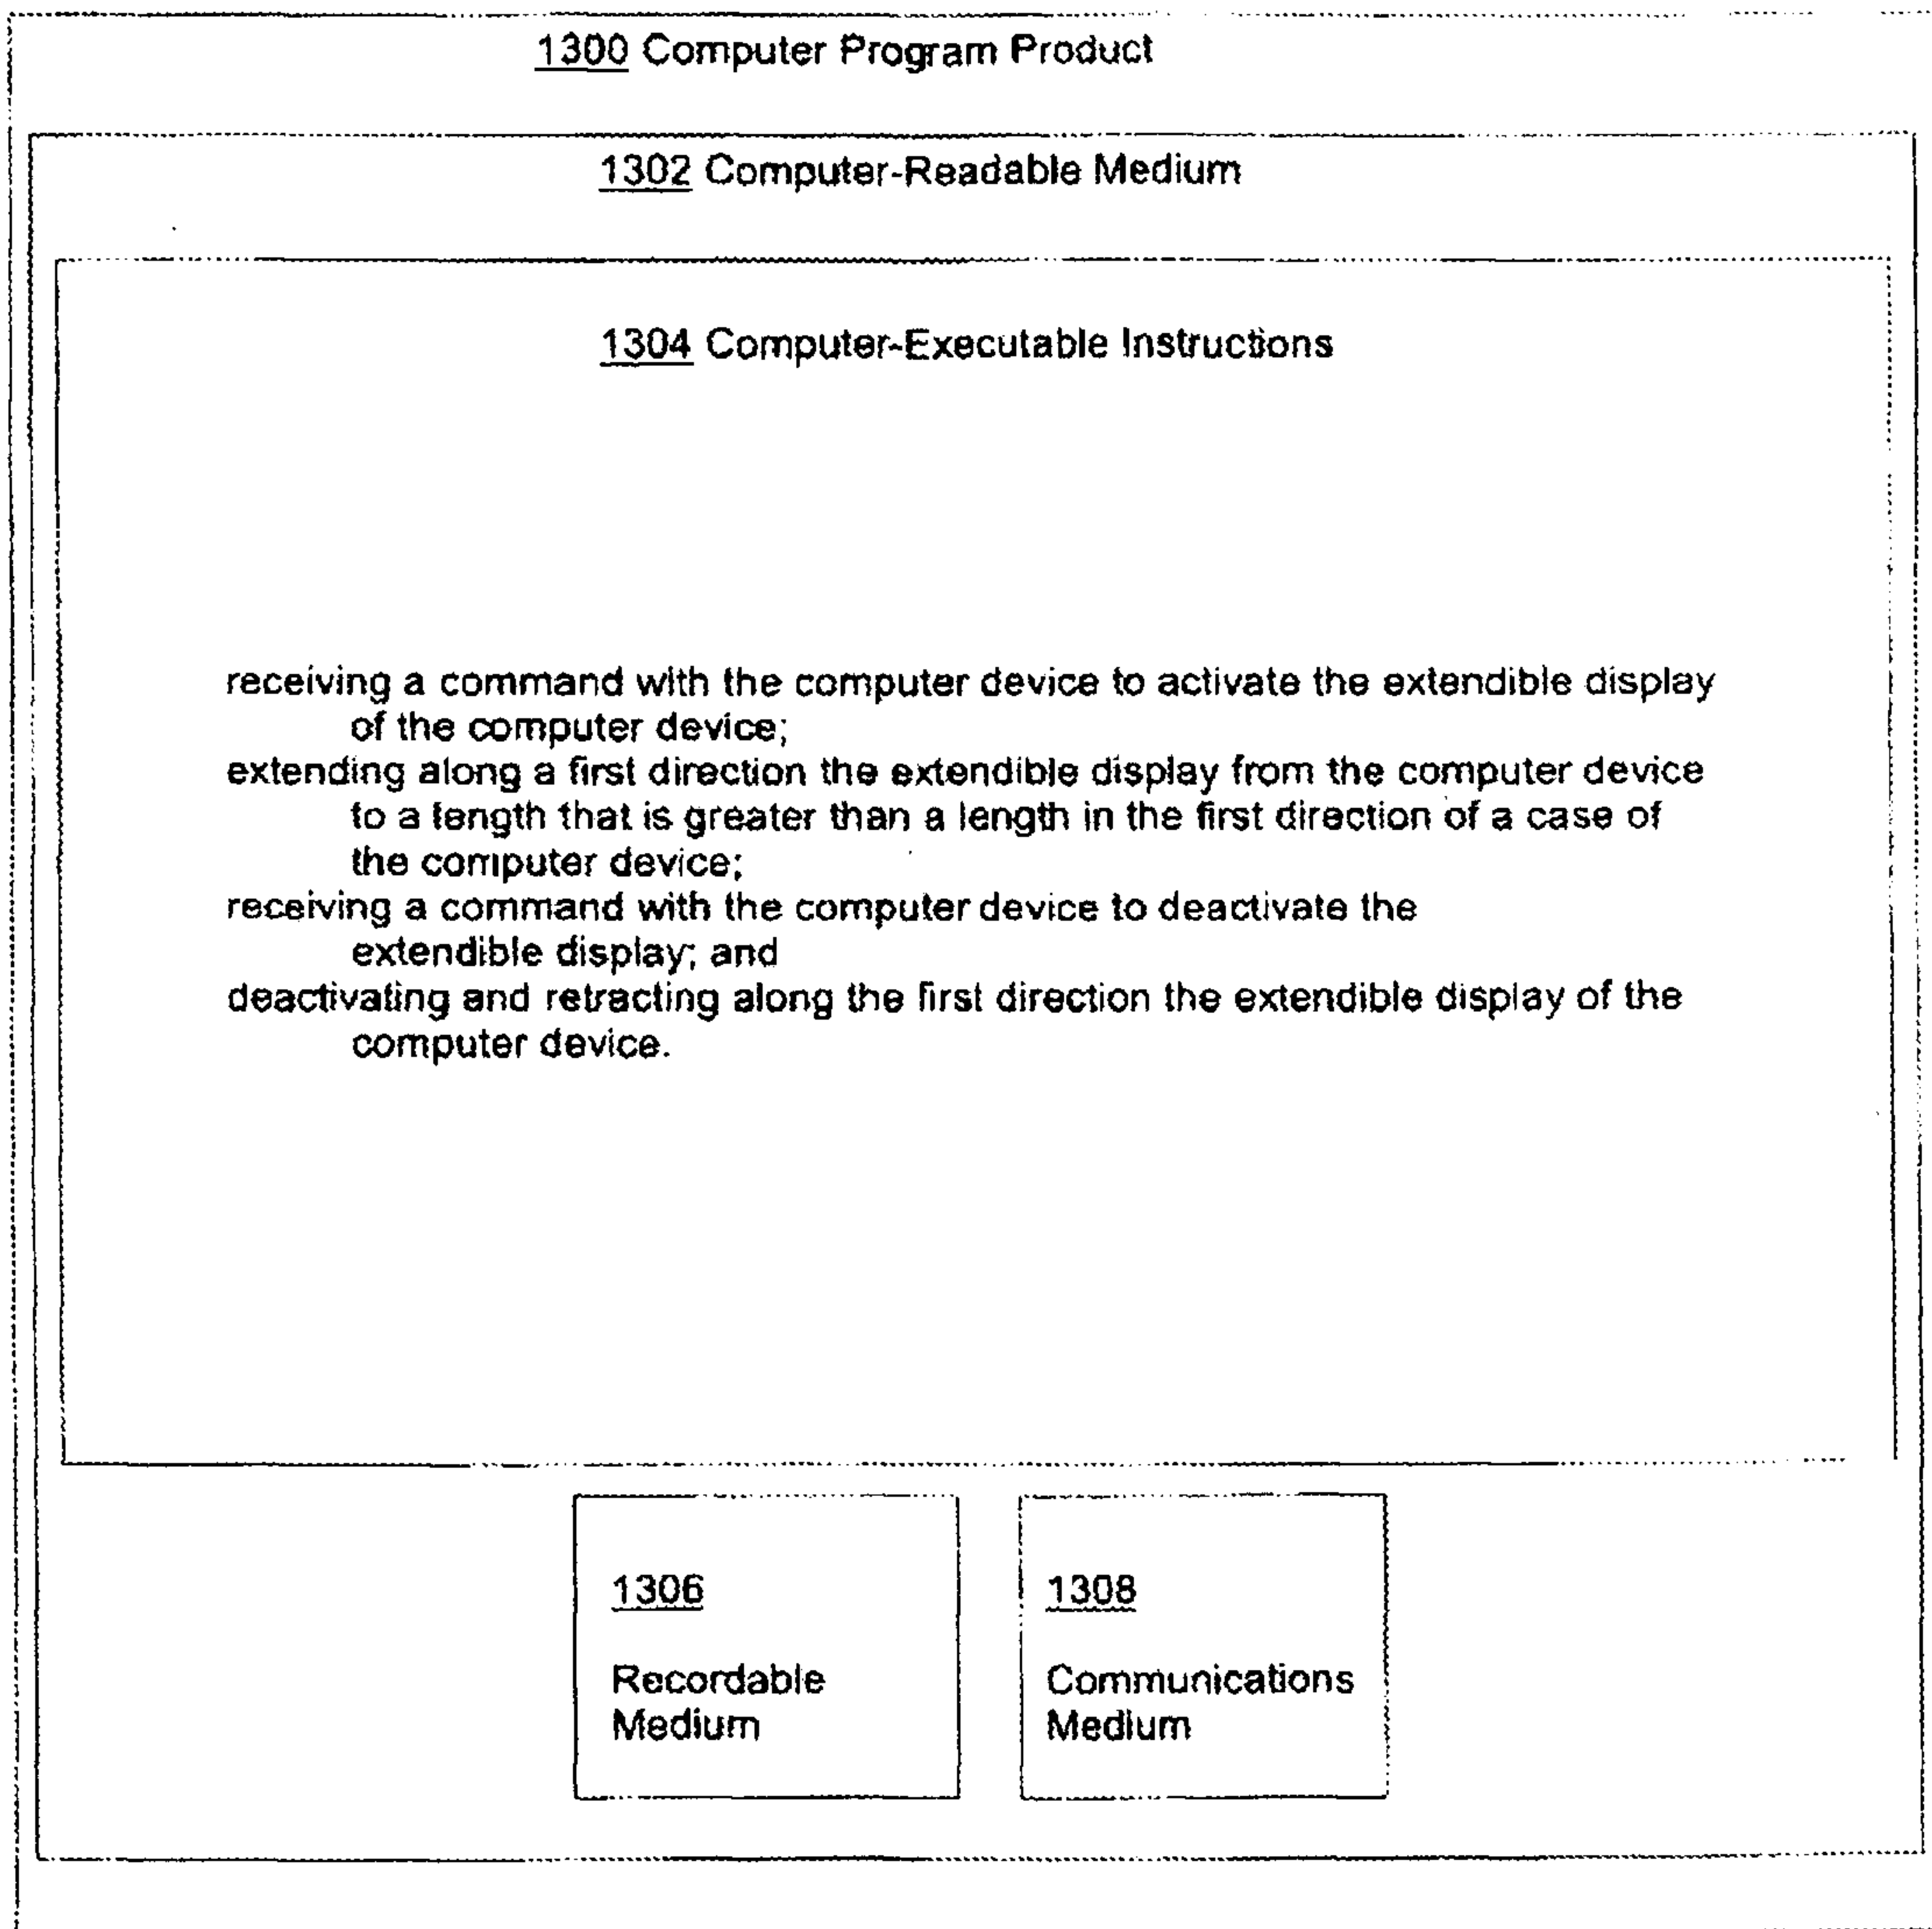 1300 Computer Program Product
1302 Computer-Readable Medium
1304 Computer-Executable Instructions
receiving a command with the computer device to activate the extendible display
of the computer device;
extending along a first direction the extendible display from the computer device
to a length that is greater than a length in the first direction of a case of
the computer device;
receiving a command with the computer device to deactivate the
extendible display; and
deactivating and retracting along the first direction the extendible display of the
computer device.
1306
Recordable
Medium
1308
Communications
Medium